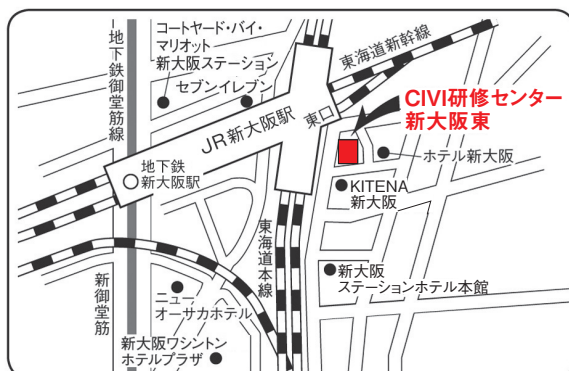 地下鉄御堂筋線
コートヤード・バイ・
マリオット
新大阪ステーション
セブンイレブン
東海道新幹線
JR新大阪駅
東口
CIVI研修センター
新大阪東
ホテル新大阪
地下鉄
新大阪駅
KITENA
新大阪
東海道本線
新大阪
ステーションホテル本館
新御堂筋
ニュー
オーサカホテル
新大阪ワシントン
ホテルプラザ